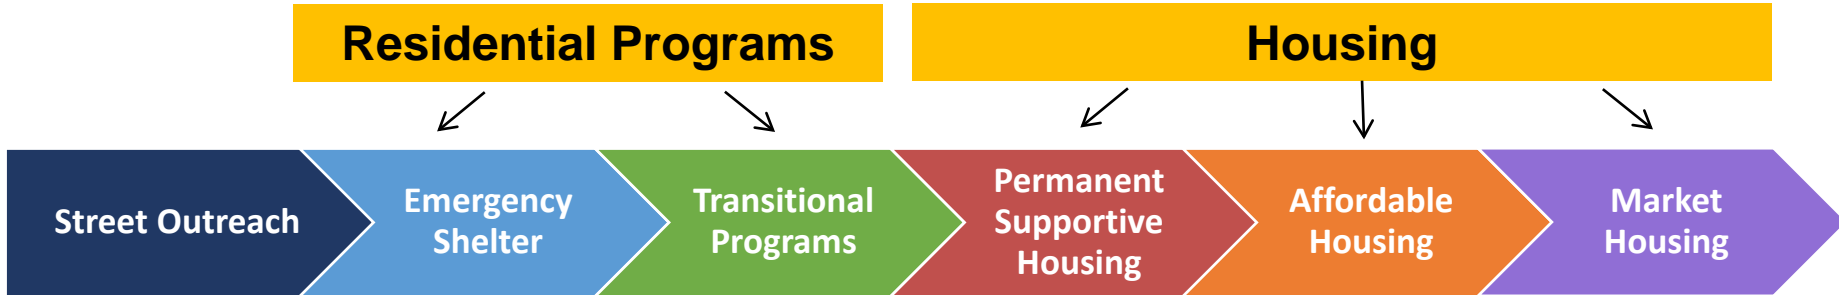 Residential Programs
Housing
Street Outreach
Emergency
Shelter
Transitional
Programs
Permanent
Supportive
Housing
Affordable
Housing
Market
Housing